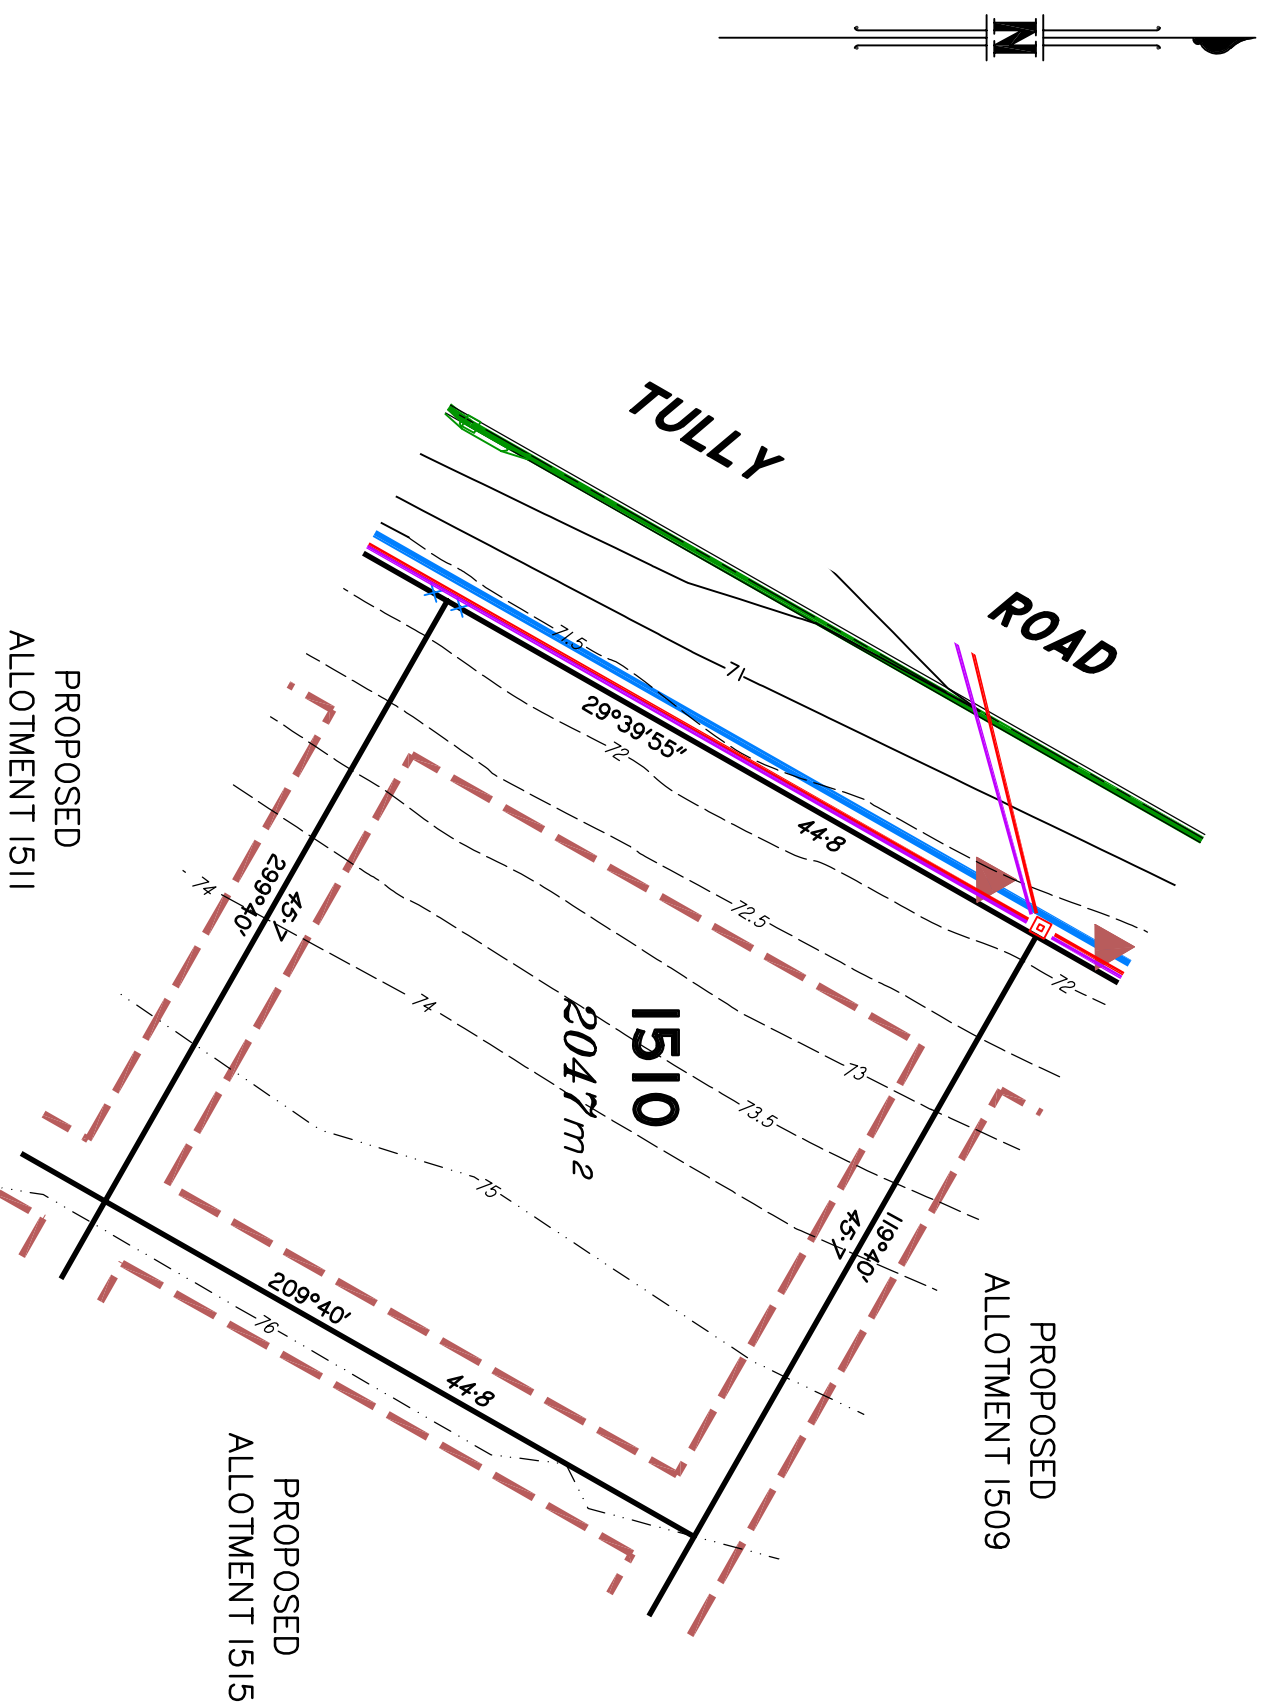 N
TULLY
ROAD
71.5
71
29°39'55"
72
44·8
72
72.5
73
73.5
74
74
75
76
1510
2047m²
299°40'
45·7
119°40'
45·7
209°40'
44·8
PROPOSED
ALLOTMENT 1511
PROPOSED
ALLOTMENT 1509
PROPOSED
ALLOTMENT 1515